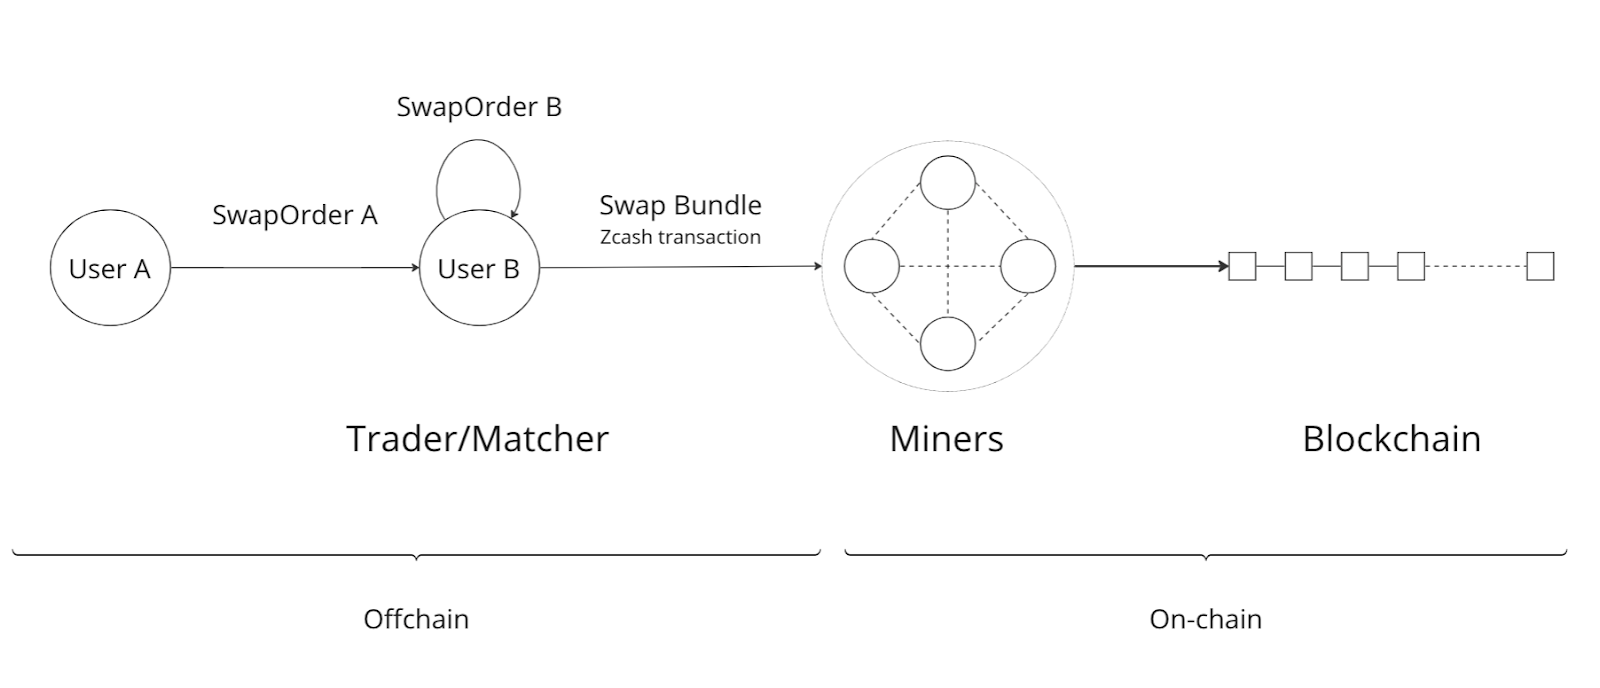 SwapOrder B
SwapOrder A
Swap Bundle
Zcash transaction
User A
User B
Trader/Matcher
Miners
Blockchain
Offchain
On-chain